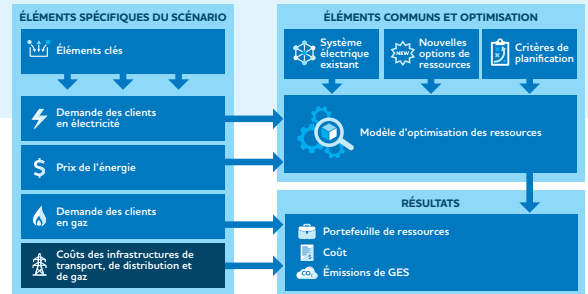 ÉLÉMENTS SPÉCIFIQUES DU SCÉNARIO
Éléments clés
Demande des clients
en électricité
$
Prix de l'énergie
Demande des clients
en gaz
Coûts des infrastructures de
transport, de distribution et
de gaz
ÉLÉMENTS COMMUNS ET OPTIMISATION
Système
électrique
existant
NEW
Nouvelles
options de
ressources
Critères de
planification
Modèle d'optimisation des ressources
RÉSULTATS
Portefeuille de ressources
$
Coût
CO₂
Émissions de GES